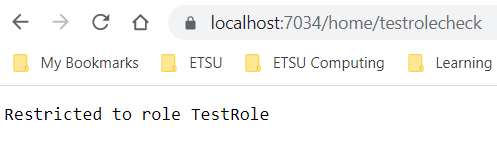 localhost:7034/home/testrolecheck
My Bookmarks ETSU ETSU Computing Learning
Restricted to role TestRole